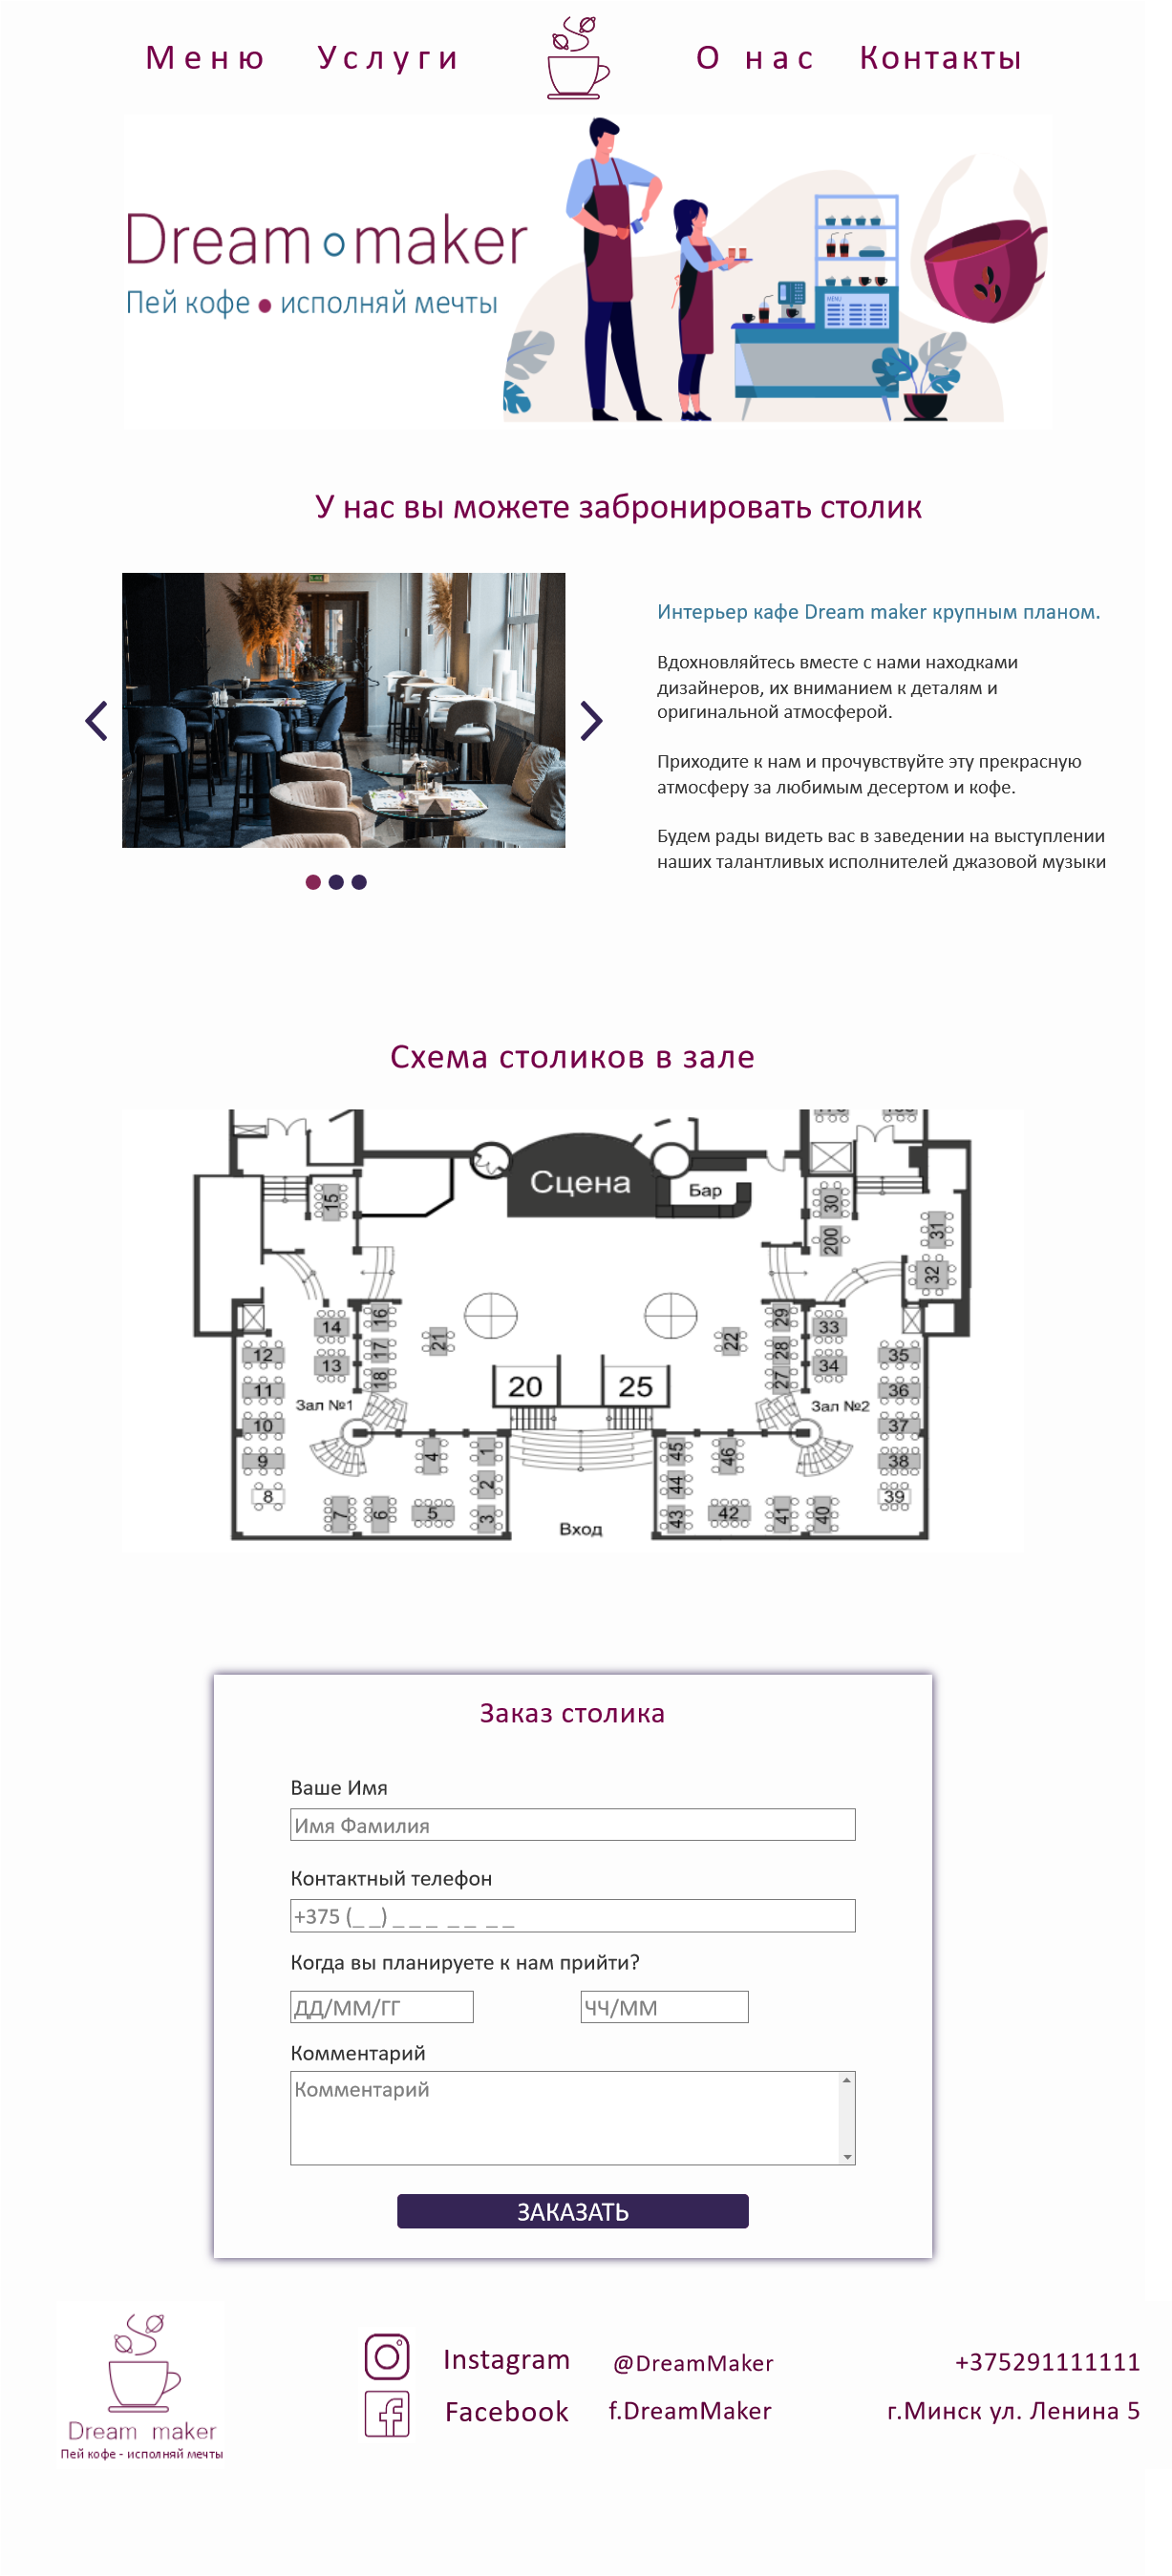 Меню Услуги О нас Контакты
Dream maker
Пей кофе • исполняй мечты
MENU
У нас вы можете забронировать столик
Интерьер кафе Dream maker крупным планом.
Вдохновляйтесь вместе с нами находками
дизайнеров, их вниманием к деталям и
оригинальной атмосферой.
Приходите к нам и прочувствуйте эту прекрасную
атмосферу за любимым десертом и кофе.
Будем рады видеть вас в заведении на выступлении
наших талантливых исполнителей джазовой музыки
Схема столиков в зале
Сцена
Бар
15
30
200
31
32
14
16
21
22
29
33
12
13
17
18
28
27
34
35
11
20
25
36
Зал №1
Зал №2
10
37
9
4
1
45
46
38
8
2
44
39
7
6
5
3
43
42
41
40
Вход
Заказ столика
Ваше Имя
Имя Фамилия
Контактный телефон
+375 (_ _) _ _ _ _ _ _ _
Когда вы планируете к нам прийти?
ДД/ММ/ГГ ЧЧ/ММ
Комментарий
Комментарий
ЗАКАЗАТЬ
Dream maker
Пей кофе - исполняй мечты
Instagram @DreamMaker +375291111111
Facebook f.DreamMaker г.Минск ул. Ленина 5